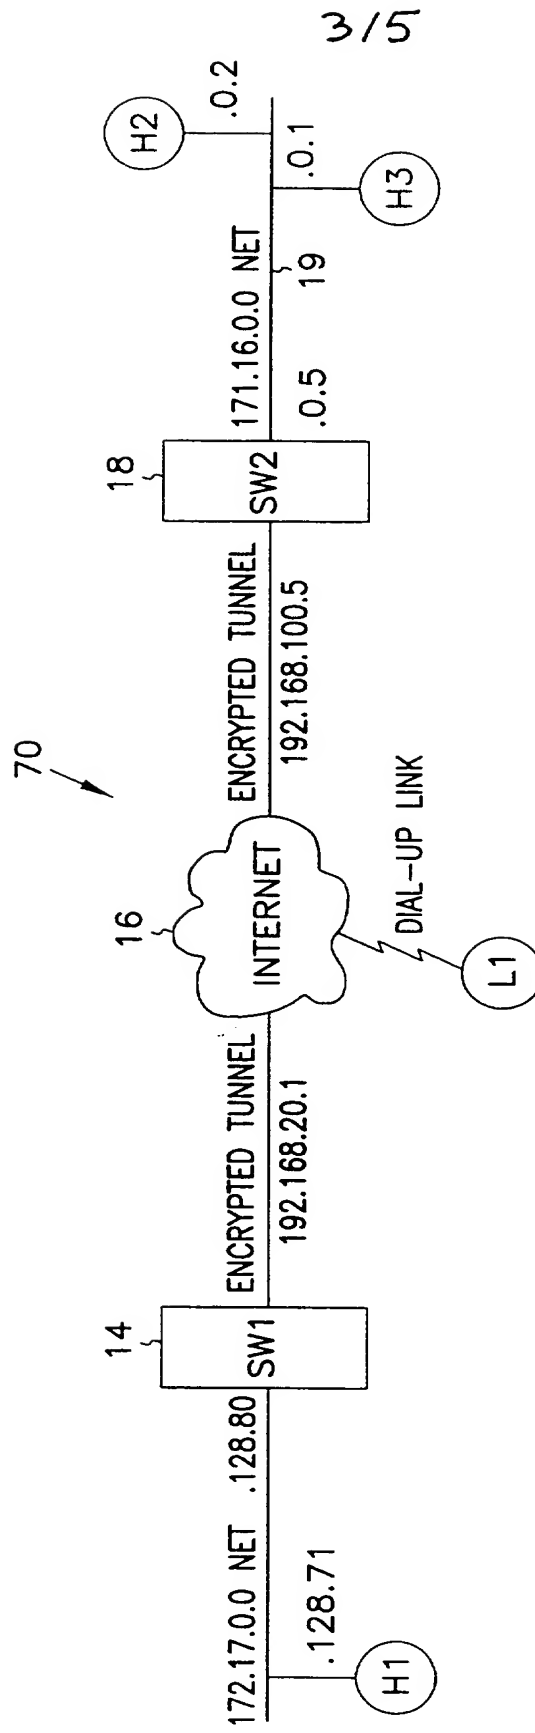 3/5
70
172.17.0.0 NET
.128.80
.128.71
H1
14
SW1
ENCRYPTED TUNNEL
192.168.20.1
16
INTERNET
DIAL-UP LINK
L1
ENCRYPTED TUNNEL
192.168.100.5
18
SW2
171.16.0.0 NET
.0.5
19
H2
.0.2
.0.1
H3